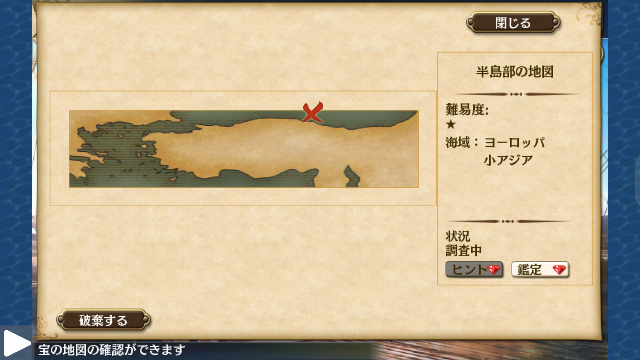 閉じる
半島部の地図
難易度:
★
海域：ヨーロッパ
小アジア
状況
調査中
ヒント
鑑定
破棄する
宝の地図の確認ができます